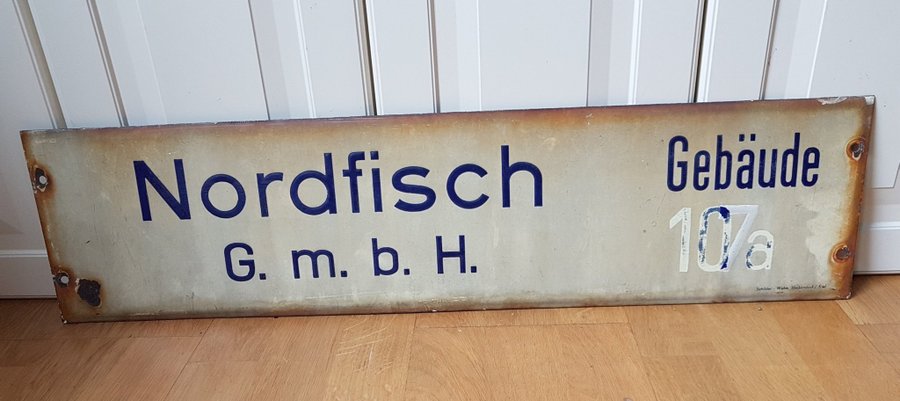 Nordfisch
G. m. b. H.
Gebäude
107a